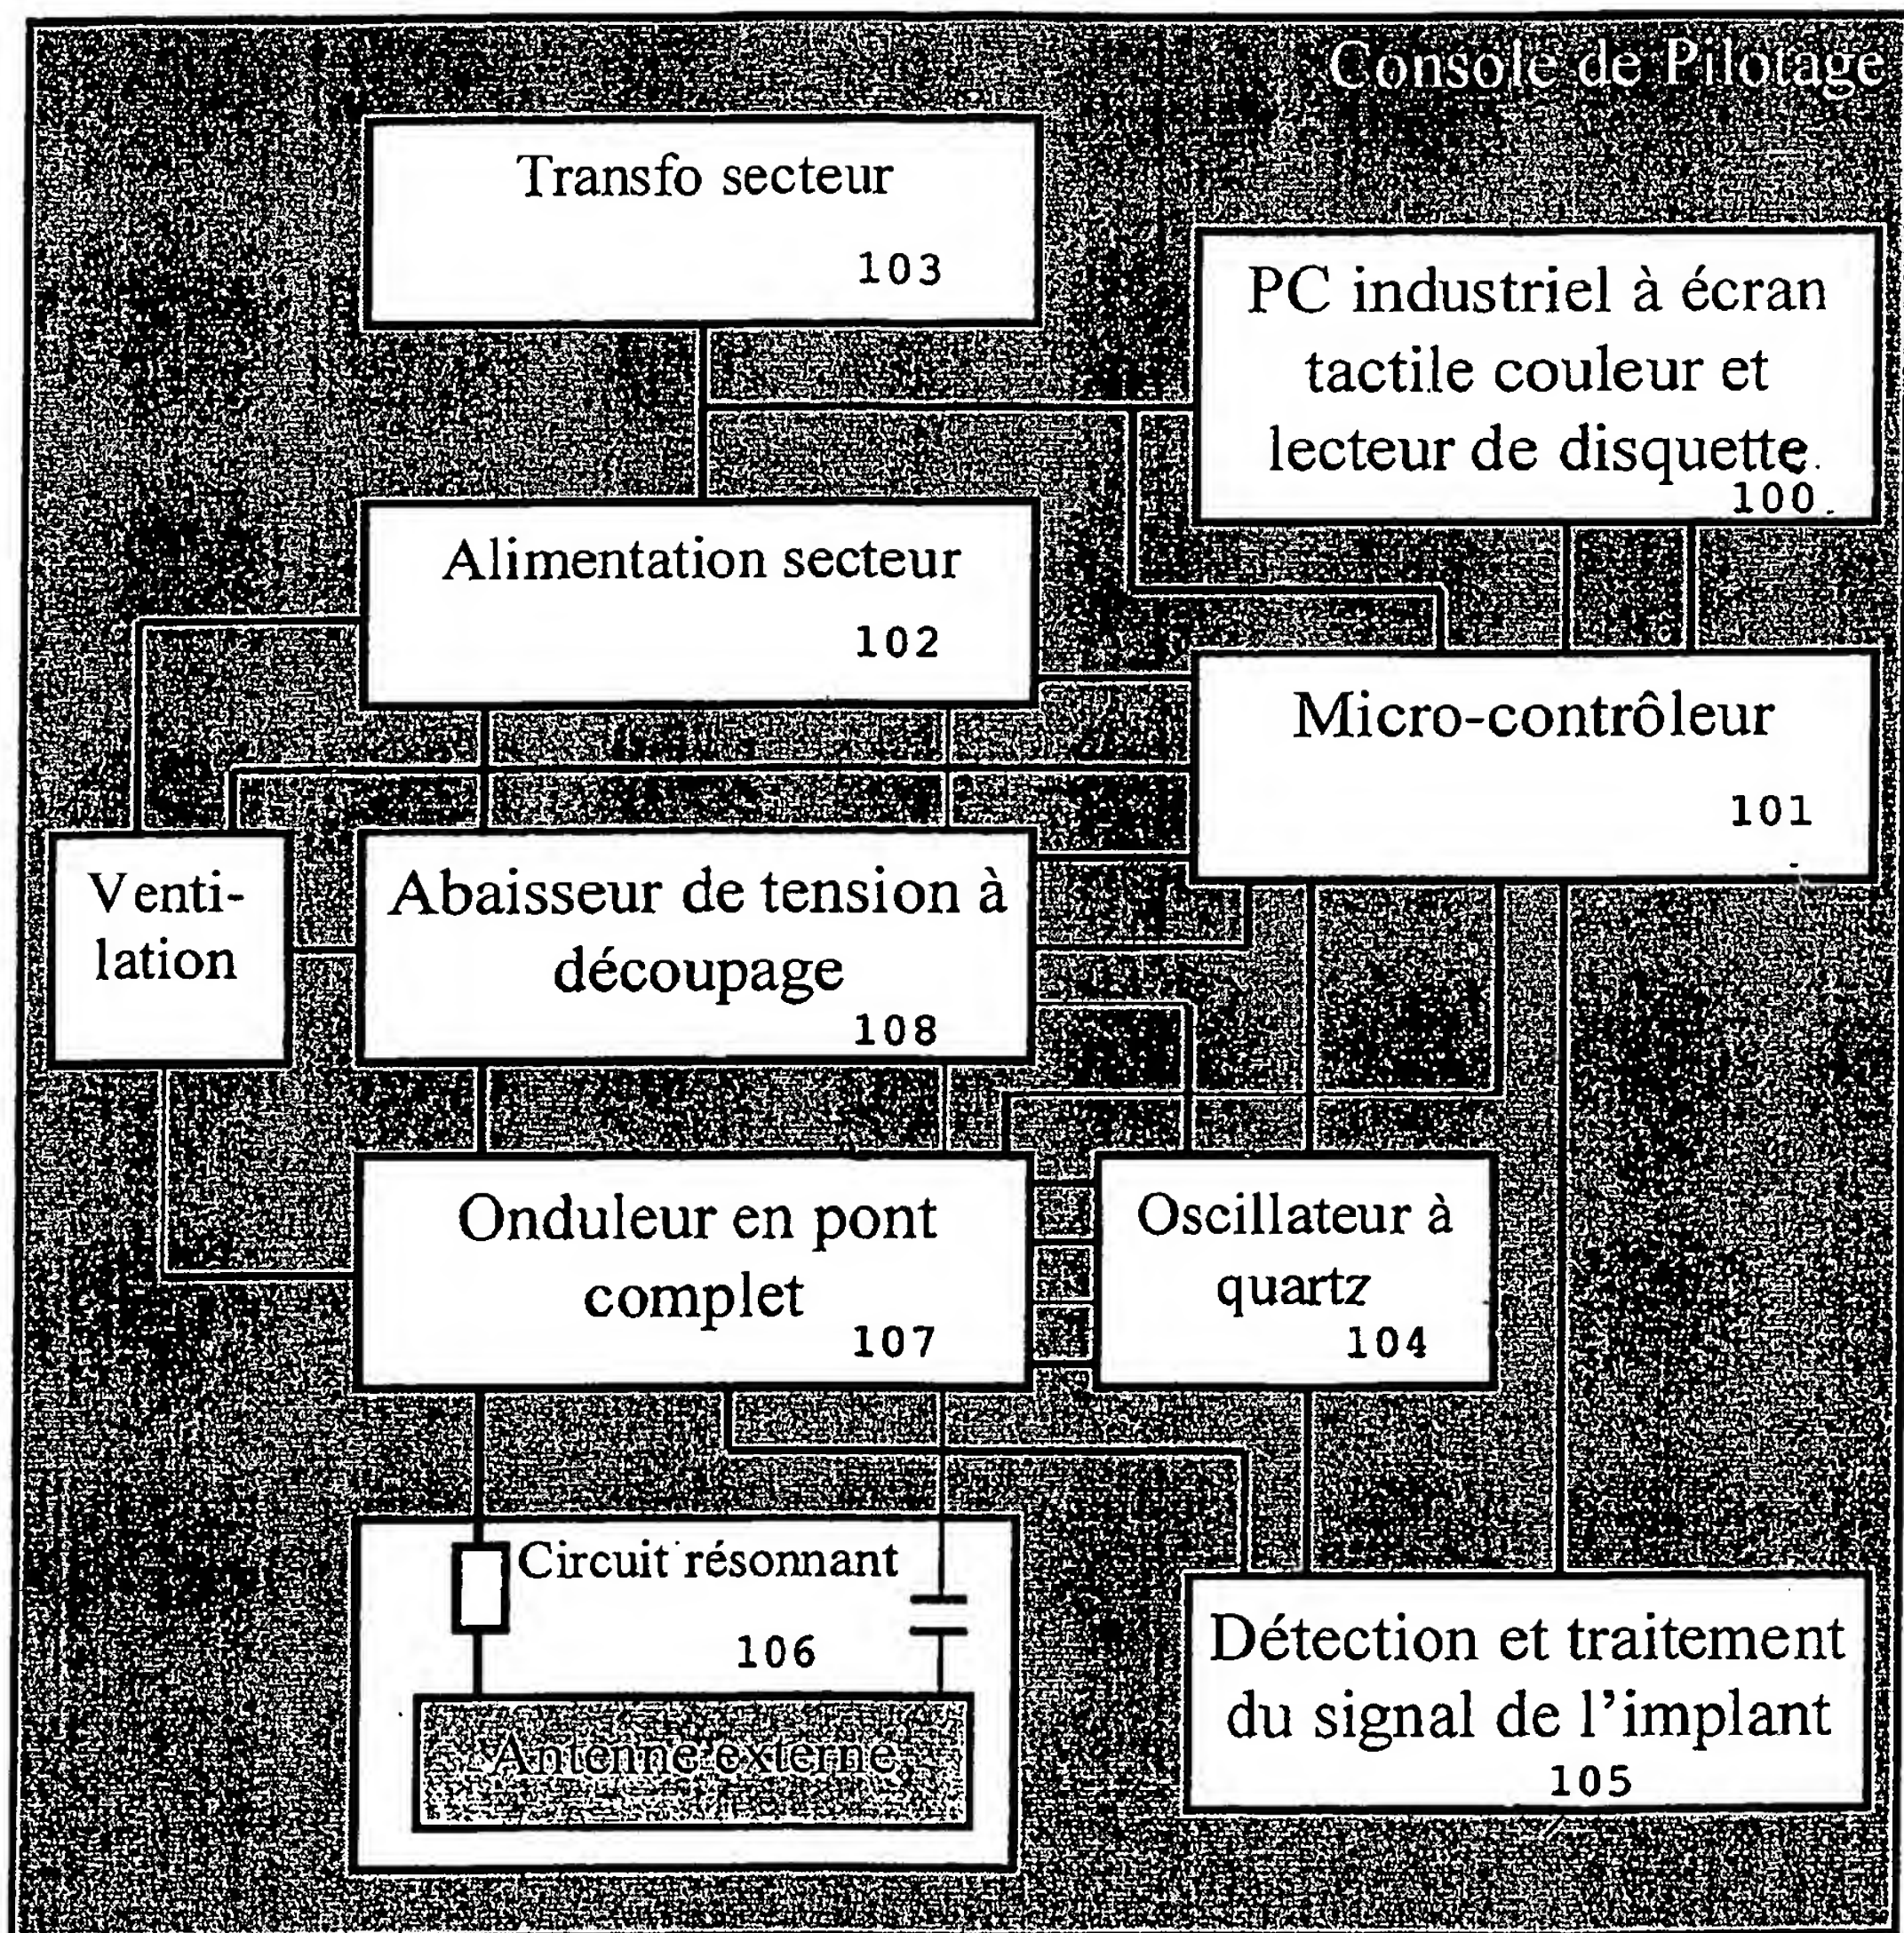 Console de Pilotage
Transfo secteur
103
PC industriel à écran
tactile couleur et
lecteur de disquette
100
Alimentation secteur
102
Micro-contrôleur
101
Venti-
lation
Abaisseur de tension à
découpage
108
Onduleur en pont
complet
107
Oscillateur à
quartz
104
Circuit résonnant
106
Antenne externe
Détection et traitement
du signal de l'implant
105